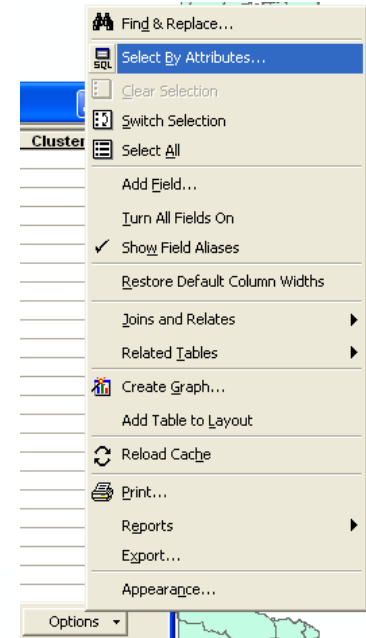 Find & Replace...
SQL
Select By Attributes...
Clear Selection
Switch Selection
Cluster
Select All
Add Field...
Turn All Fields On
Show Field Aliases
Restore Default Column Widths
Joins and Relates
Related Tables
Create Graph...
Add Table to Layout
Reload Cache
Print...
Reports
Export...
Appearance...
Options